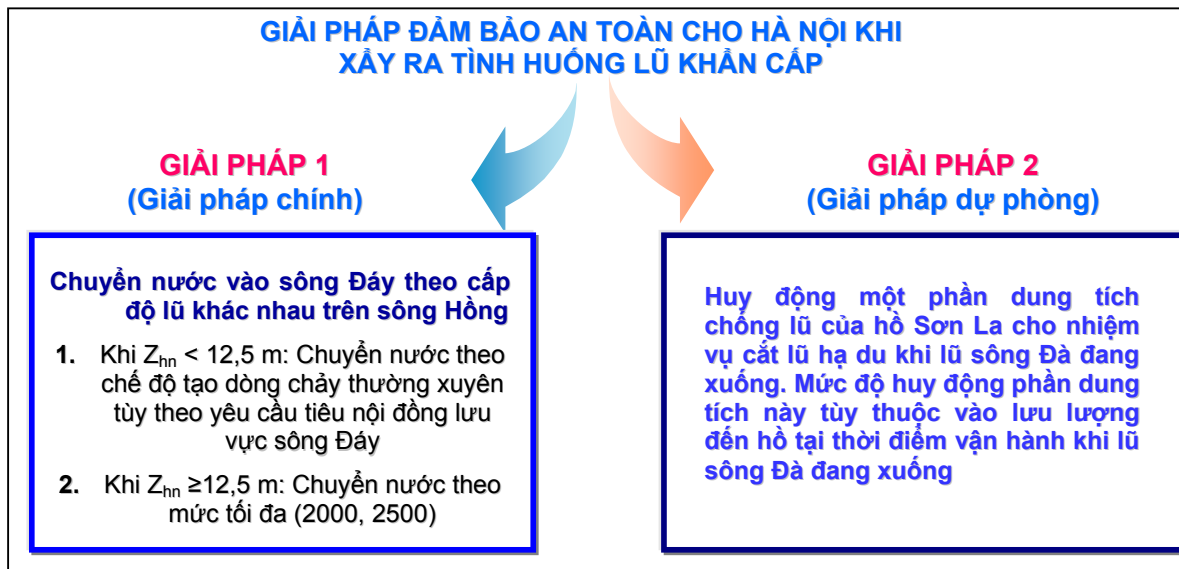 GIẢI PHÁP ĐẢM BẢO AN TOÀN CHO HÀ NỘI KHI
XẨY RA TÌNH HUỐNG LŨ KHẨN CẤP
GIẢI PHÁP 1
(Giải pháp chính)
Chuyển nước vào sông Đáy theo cấp
độ lũ khác nhau trên sông Hồng
1. Khi Zhn < 12,5 m: Chuyển nước theo
chế độ tạo dòng chảy thường xuyên
tùy theo yêu cầu tiêu nội đồng lưu
vực sông Đáy
2. Khi Zhn ≥12,5 m: Chuyển nước theo
mức tối đa (2000, 2500)
GIẢI PHÁP 2
(Giải pháp dự phòng)
Huy động một phần dung tích
chống lũ của hồ Sơn La cho nhiệm
vụ cắt lũ hạ du khi lũ sông Đà đang
xuống. Mức độ huy động phần dung
tích này tùy thuộc vào lưu lượng
đến hồ tại thời điểm vận hành khi lũ
sông Đà đang xuống